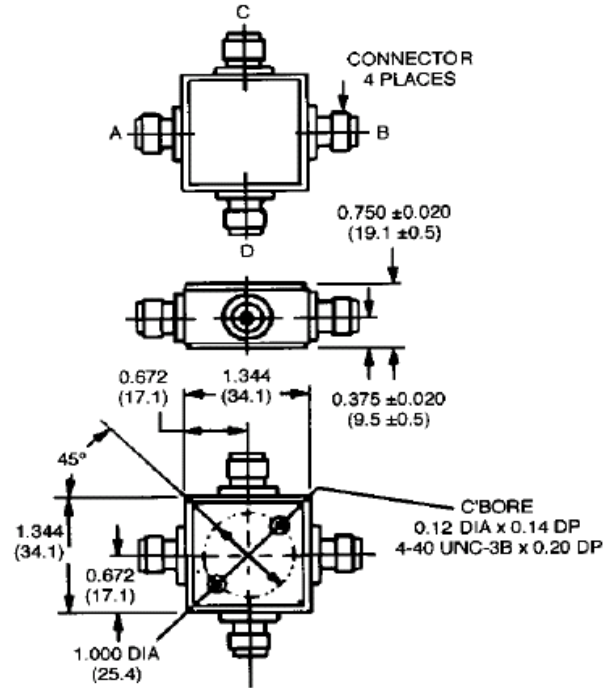 C
CONNECTOR
4 PLACES
A
B
D
0.750 ±0.020
(19.1 ±0.5)
0.672
(17.1)
1.344
(34.1)
0.375 ±0.020
(9.5 ±0.5)
45°
C'BORE
0.12 DIA x 0.14 DP
4-40 UNC-3B x 0.20 DP
1.344
(34.1)
0.672
(17.1)
1.000 DIA
(25.4)